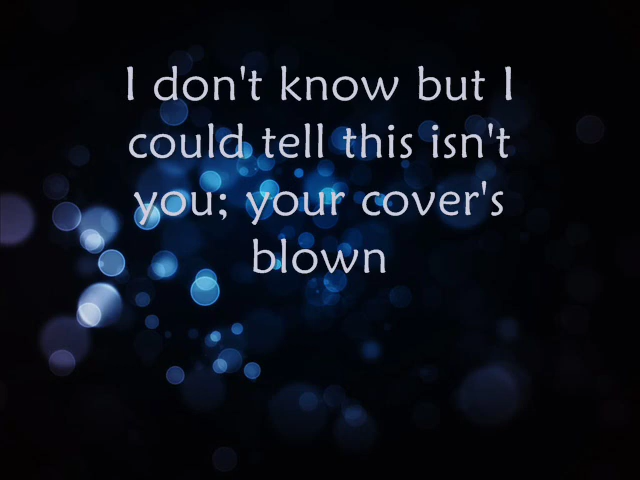 I don't know but I
could tell this isn't
you; your cover's
blown